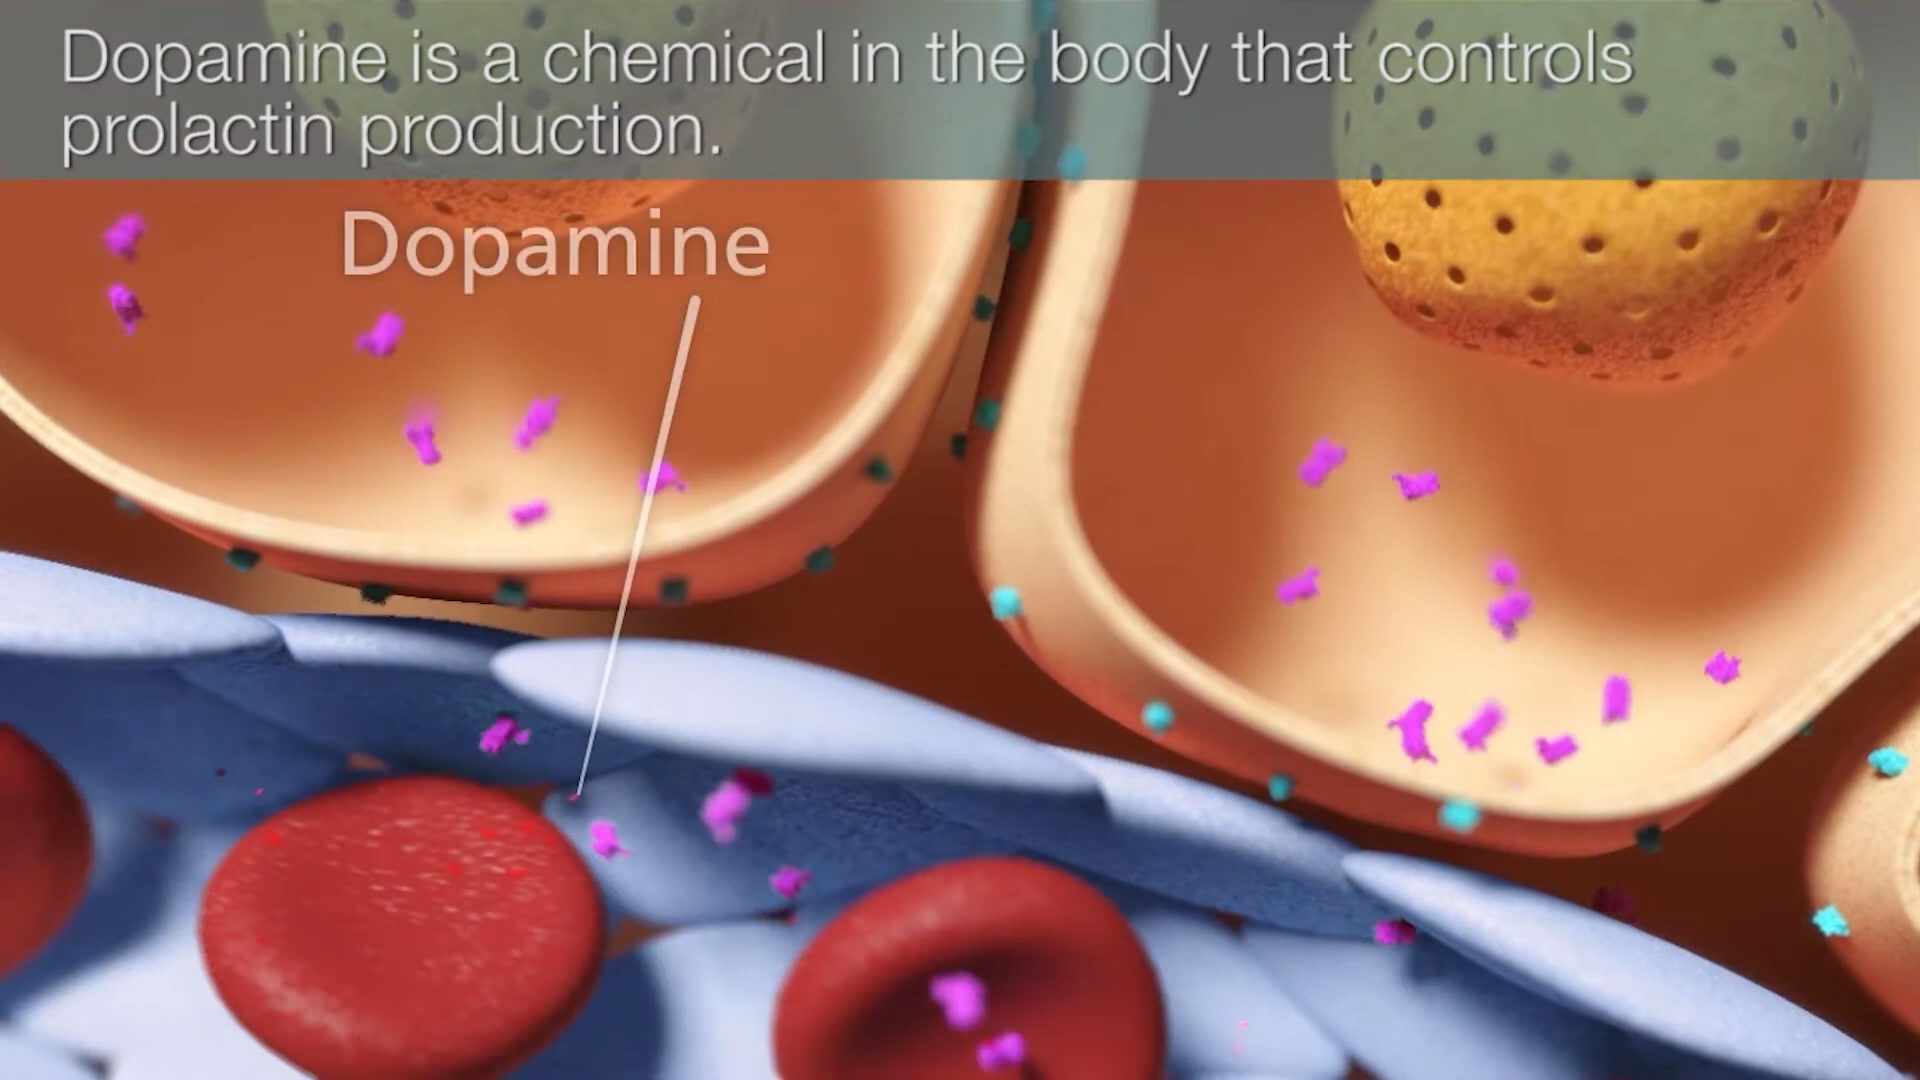 Dopamine is a chemical in the body that controls
prolactin production.
Dopamine